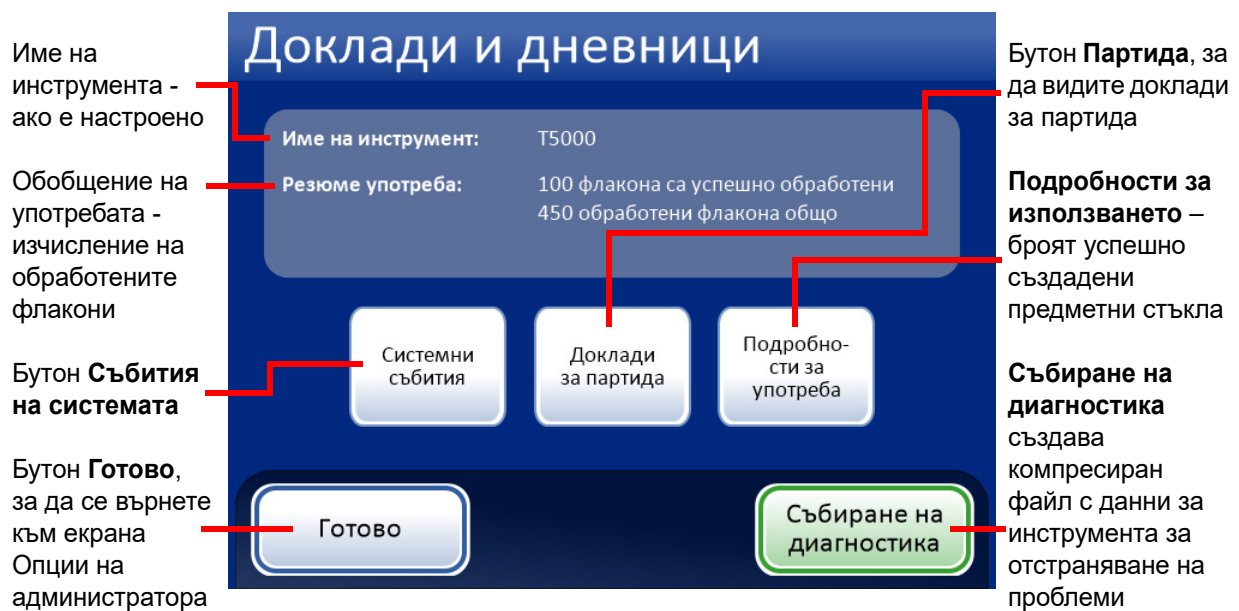 Име на
инструмента -
ако е настроено
Обобщение на
употребата -
изчисление на
обработените
флакони
Бутон Събития
на системата
Бутон Готово,
за да се върнете
към екрана
Опции на
администратора
Доклади и дневници
Име на инструмент: T5000
Резюме употреба: 100 флакона са успешно обработени
450 обработени флакона общо
Системни
събития
Доклади
за партида
Подробно-
сти за
употреба
Готово
Събиране на
диагностика
Бутон Партида, за
да видите доклади
за партида
Подробности за
използването –
броят успешно
създадени
предметни стъкла
Събиране на
диагностика
създава
компресиран
файл с данни за
инструмента за
отстраняване на
проблеми